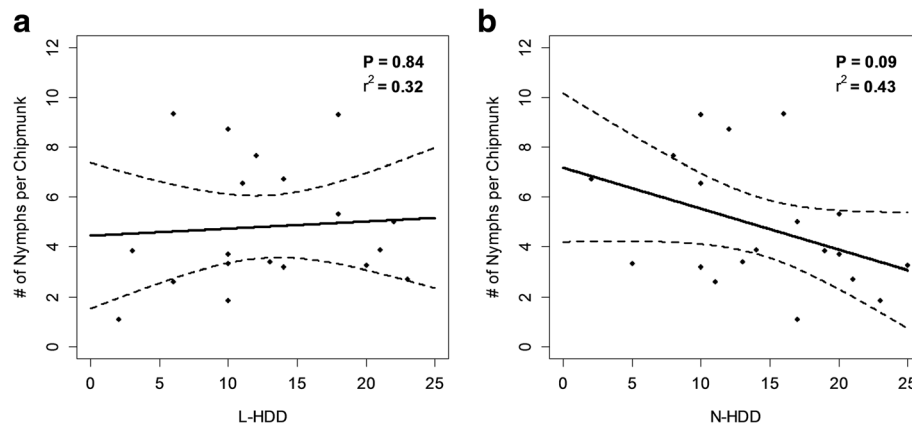 a
P = 0.84
r² = 0.32
# of Nymphs per Chipmunk
12
10
8
6
4
2
0
0 5 10 15 20 25
L-HDD
b
P = 0.09
r² = 0.43
# of Nymphs per Chipmunk
12
10
8
6
4
2
0
0 5 10 15 20 25
N-HDD